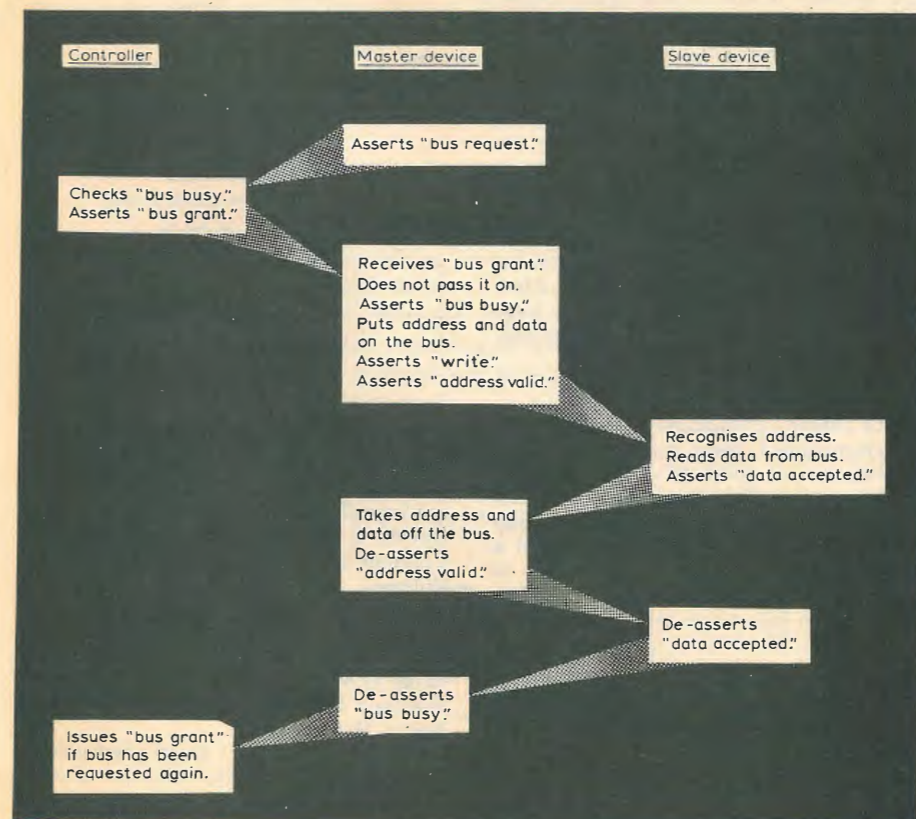 Controller
Master device
Slave device
Asserts "bus request."
Checks "bus busy."
Asserts "bus grant."
Receives "bus grant."
Does not pass it on.
Asserts "bus busy."
Puts address and data
on the bus.
Asserts "write."
Asserts "address valid."
Recognises address.
Reads data from bus.
Asserts "data accepted."
Takes address and
data off the bus.
De-asserts
"address valid."
De-asserts
"data accepted."
De-asserts
"bus busy."
Issues "bus grant"
if bus has been
requested again.